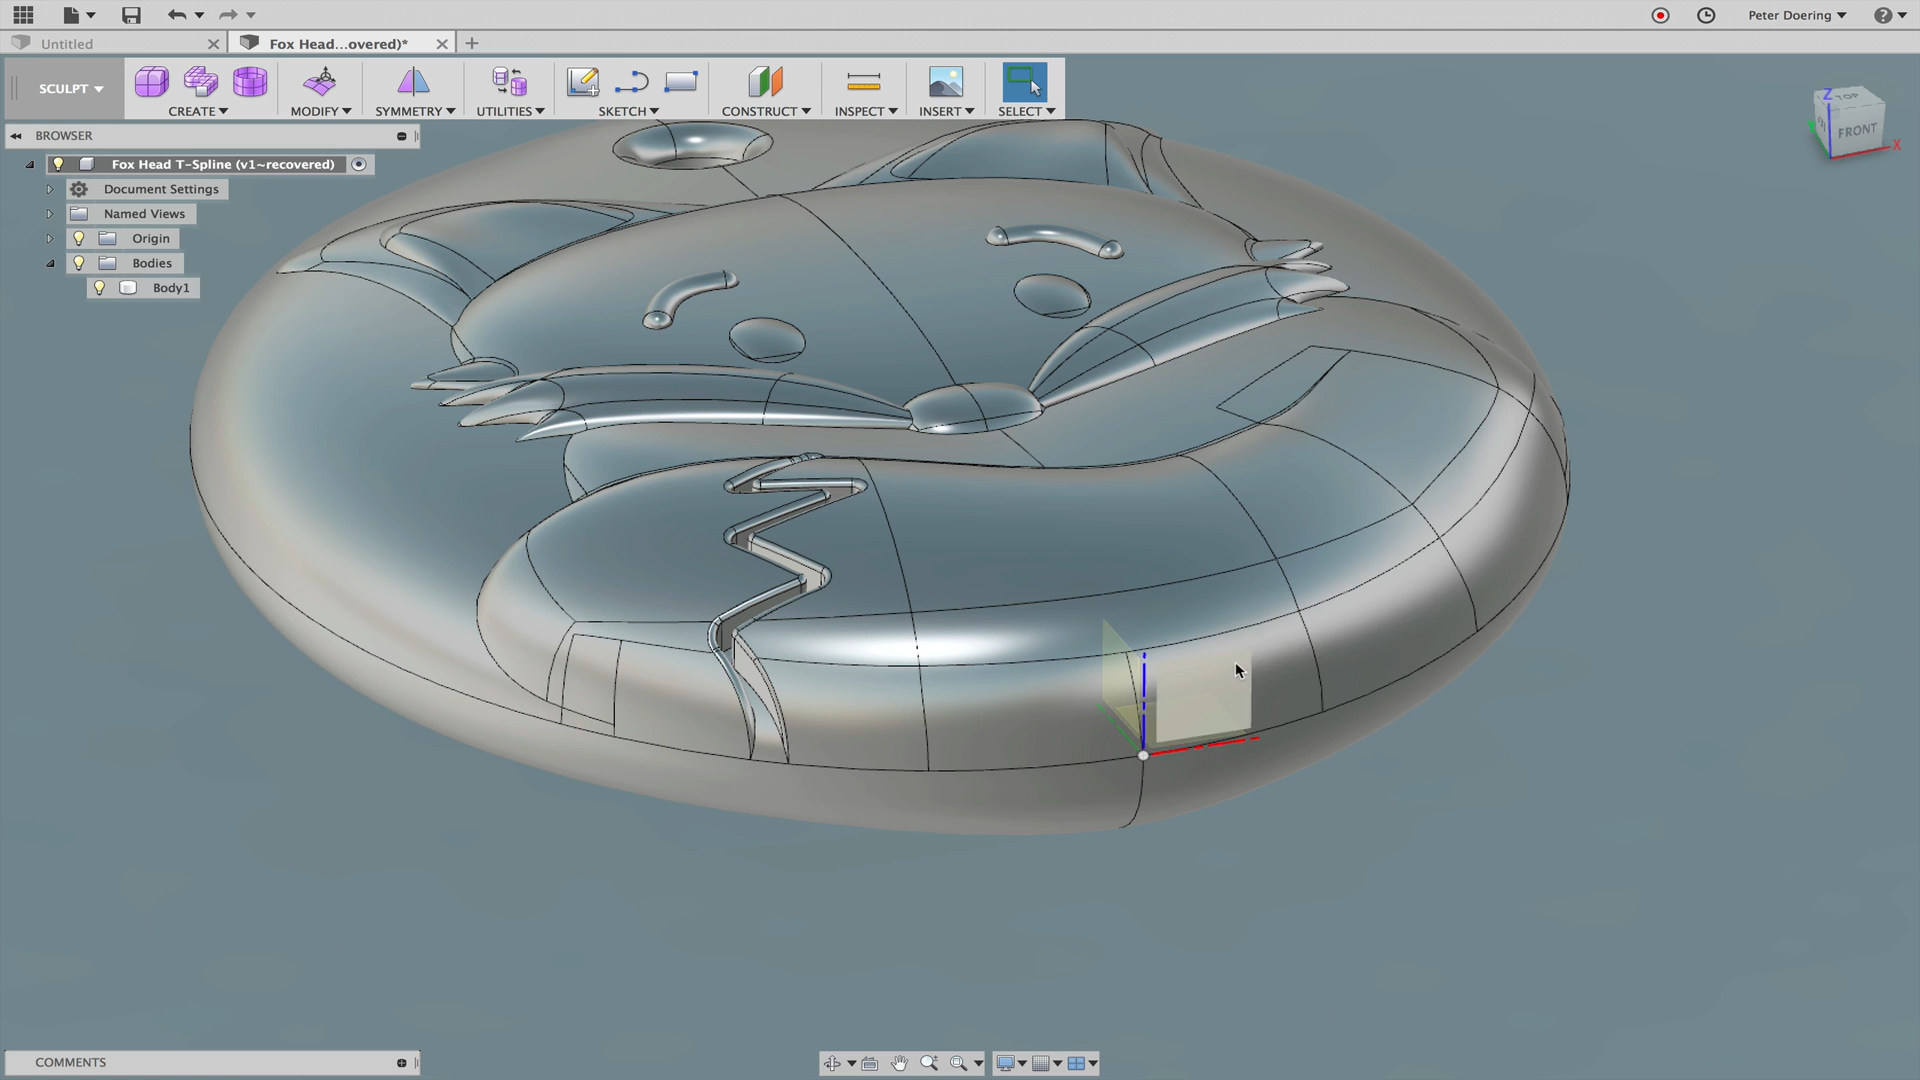 Peter Doering
Untitled
Fox Head...overed)*
SCULPT
CREATE
MODIFY
SYMMETRY
UTILITIES
SKETCH
CONSTRUCT
INSPECT
INSERT
SELECT
Z
TOP
FRONT
X
BROWSER
Fox Head T-Spline (v1~recovered)
Document Settings
Named Views
Origin
Bodies
Body1
COMMENTS